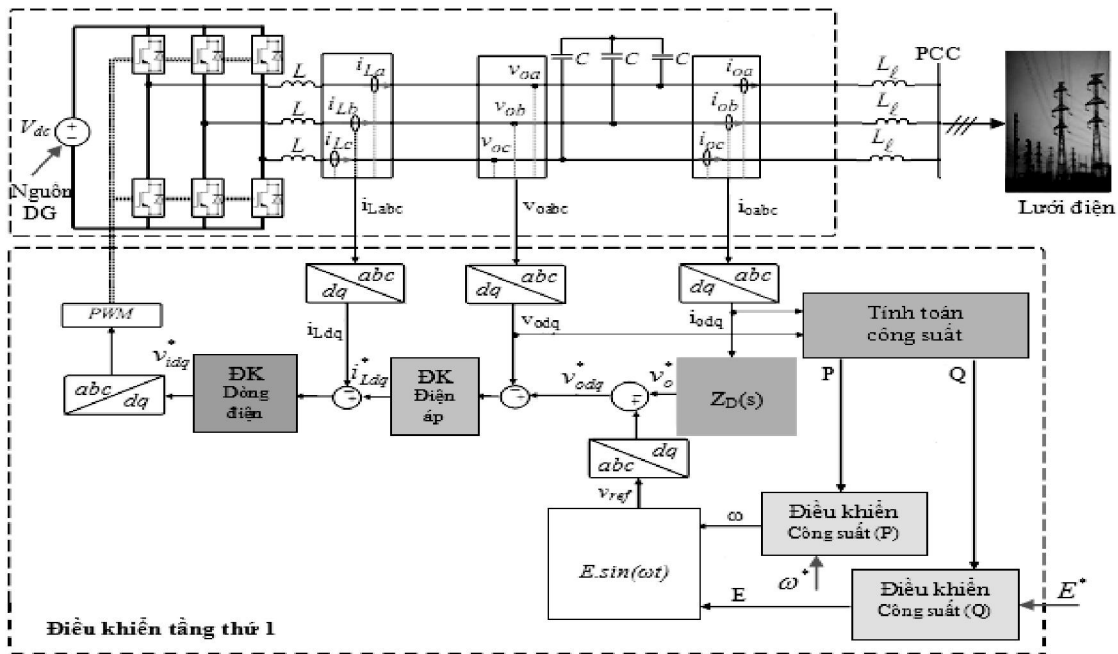 PCC
L
i_La
v_oa
C
C
C
i_oa
L_ℓ
V_dc
i_Lb
v_ob
i_ob
L_ℓ
L
L
i_Lc
v_oc
i_oc
L_ℓ
Nguồn
DG
i_Labc
v_oabc
i_oabc
Lưới điện
abc
dq
abc
dq
abc
dq
PWM
i_Ldq
v_odq
i_odq
Tính toán
công suất
v*_idq
abc
dq
ĐK
Dòng
điện
i*_Ldq
ĐK
Điện
áp
v*_odq
v*_o
Z_D(s)
P
Q
dq
abc
v_ref
E.sin(ωt)
ω
Điều khiển
Công suất (P)
ω*
E
Điều khiển
Công suất (Q)
E*
Điều khiển tầng thứ 1